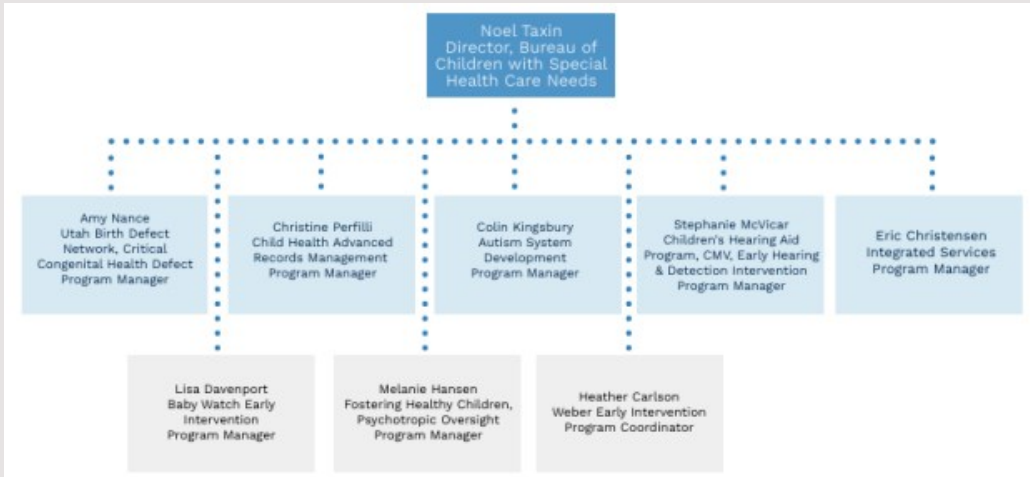 Noel Taxin
Director, Bureau of
Children with Special
Health Care Needs
Amy Nance
Utah Birth Defect
Network, Critical
Congenital Health Defect
Program Manager
Christine Perfilli
Child Health Advanced
Records Management
Program Manager
Colin Kingsbury
Autism System
Development
Program Manager
Stephanie McVicar
Children's Hearing Aid
Program, CMV, Early Hearing
& Detection Intervention
Program Manager
Eric Christensen
Integrated Services
Program Manager
Lisa Davenport
Baby Watch Early
Intervention
Program Manager
Melanie Hansen
Fostering Healthy Children,
Psychotropic Oversight
Program Manager
Heather Carlson
Weber Early Intervention
Program Coordinator